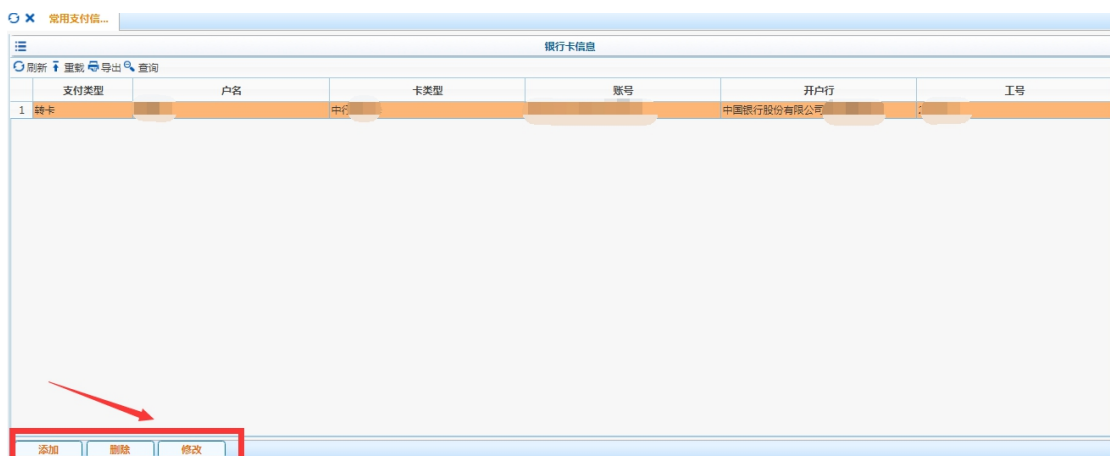 常用支付信...
银行卡信息
刷新 重载 导出 查询
支付类型 户名 卡类型 账号 开户行 工号
1 转卡 中行 中国银行股份有限公司
添加 删除 修改